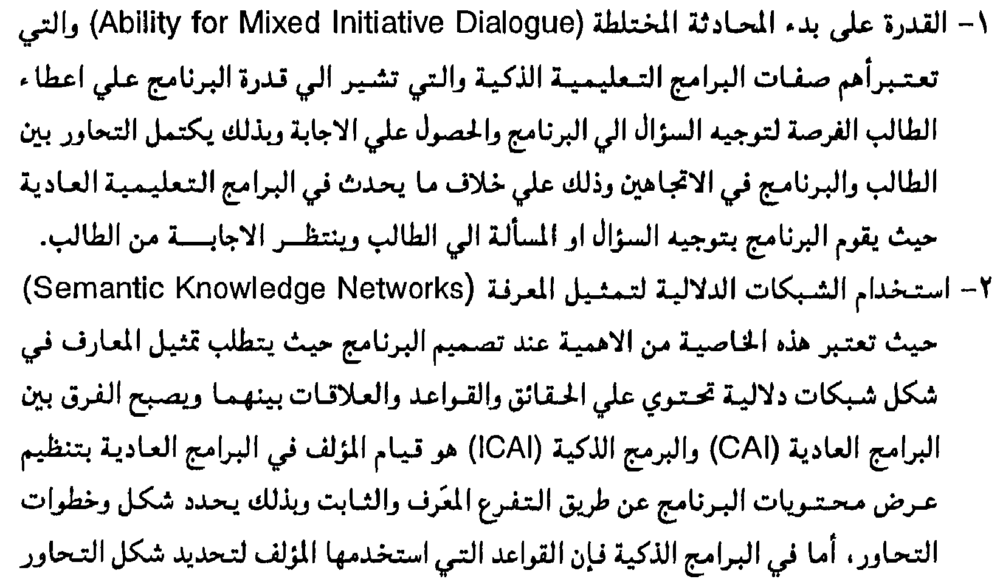 ١- القدرة على بدء المحادثة المختلطة (Ability for Mixed Initiative Dialogue) والتي
تعتبرأهم صفات البرامج التعليمية الذكية والتي تشير الي قدرة البرنامج علي اعطاء
الطالب الفرصة لتوجيه السؤال الي البرنامج والحصول علي الاجابة وبذلك يكتمل التحاور بين
الطالب والبرنامج في الاتجاهين وذلك علي خلاف ما يحدث في البرامج التعليمية العادية
حيث يقوم البرنامج بتوجيه السؤال او المسألة الي الطالب وينتظر الاجابة من الطالب.
٢- استخدام الشبكات الدلالية لتمثيل المعرفة (Semantic Knowledge Networks)
حيث تعتبر هذه الخاصية من الاهمية عند تصميم البرنامج حيث يتطلب تمثيل المعارف في
شكل شبكات دلالية تحتوي علي الحقائق والقواعد والعلاقات بينهما ويصبح الفرق بين
البرامج العادية (CAI) والبرمج الذكية (ICAI) هو قيام المؤلف في البرامج العادية بتنظيم
عرض محتويات البرنامج عن طريق التفرع المعَرف والثابت وبذلك يحدد شكل وخطوات
التحاور، أما في البرامج الذكية فإن القواعد التي استخدمها المؤلف لتحديد شكل التحاور